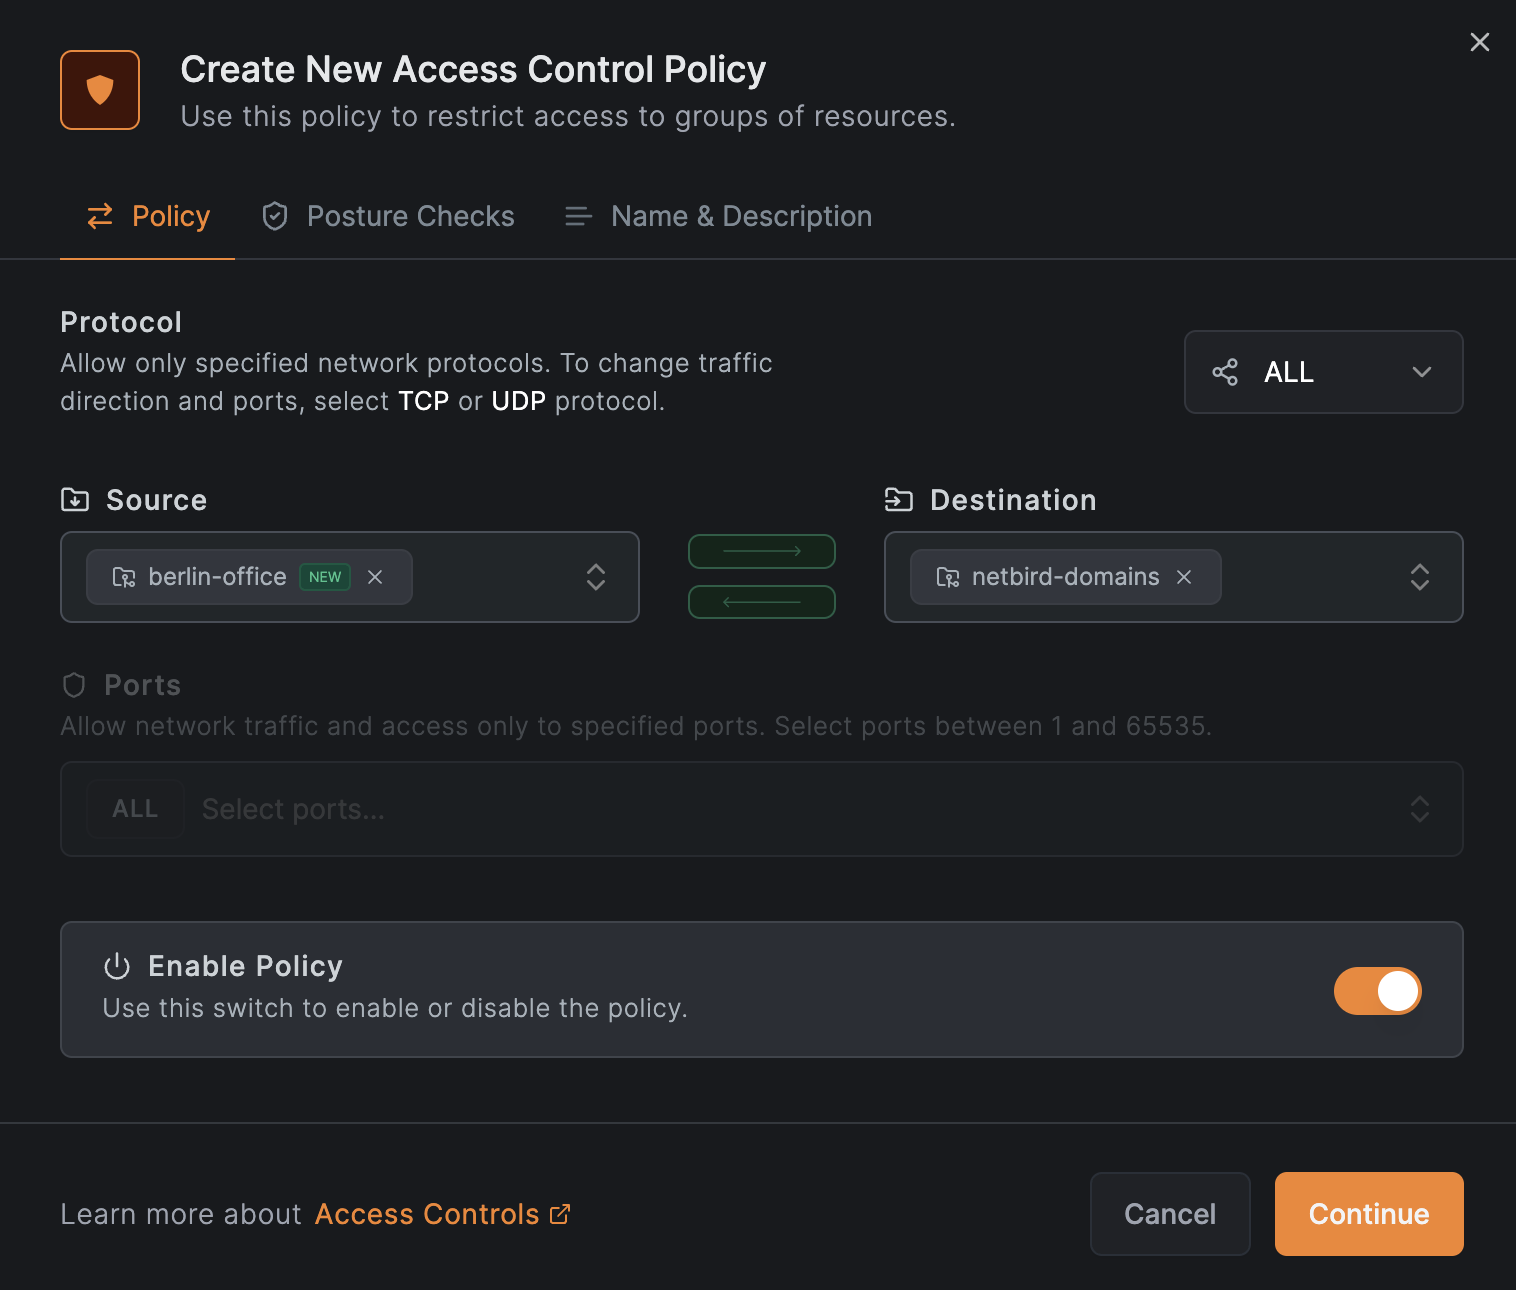 Create New Access Control Policy
Use this policy to restrict access to groups of resources.
Policy
Posture Checks
Name & Description
Protocol
Allow only specified network protocols. To change traffic
direction and ports, select TCP or UDP protocol.
ALL
Source
Destination
berlin-office NEW
netbird-domains
Ports
Allow network traffic and access only to specified ports. Select ports between 1 and 65535.
ALL Select ports...
Enable Policy
Use this switch to enable or disable the policy.
Learn more about Access Controls
Cancel
Continue